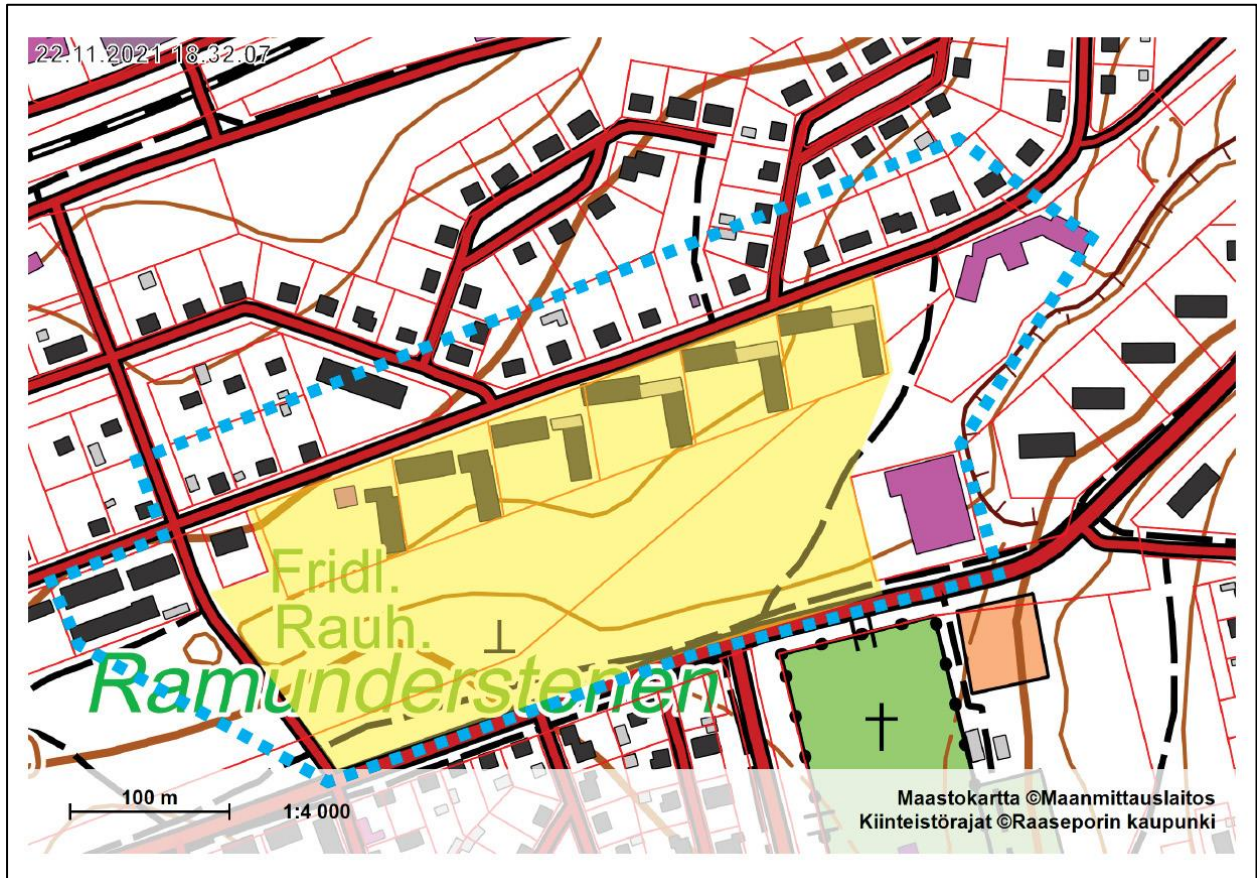 22.11.2021 18.32.07
Fridl.
Rauh.
Ramunderstenen
100 m
1:4 000
Maastokartta ©Maanmittauslaitos
Kiinteistörajat ©Raaseporin kaupunki